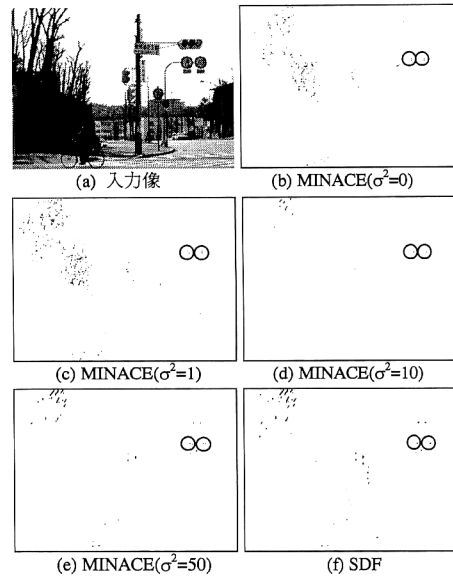 (a) 入力像
(b) MINACE(σ²=0)
(c) MINACE(σ²=1)
(d) MINACE(σ²=10)
(e) MINACE(σ²=50)
(f) SDF